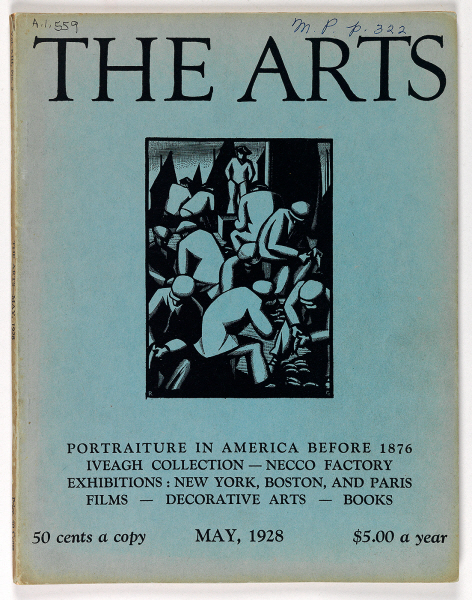 A.1.559
M.P. p. 322
THE ARTS
PORTRAITURE IN AMERICA BEFORE 1876
IVEAGH COLLECTION — NECCO FACTORY
EXHIBITIONS : NEW YORK, BOSTON, AND PARIS
FILMS — DECORATIVE ARTS — BOOKS
50 cents a copy MAY, 1928 $5.00 a year